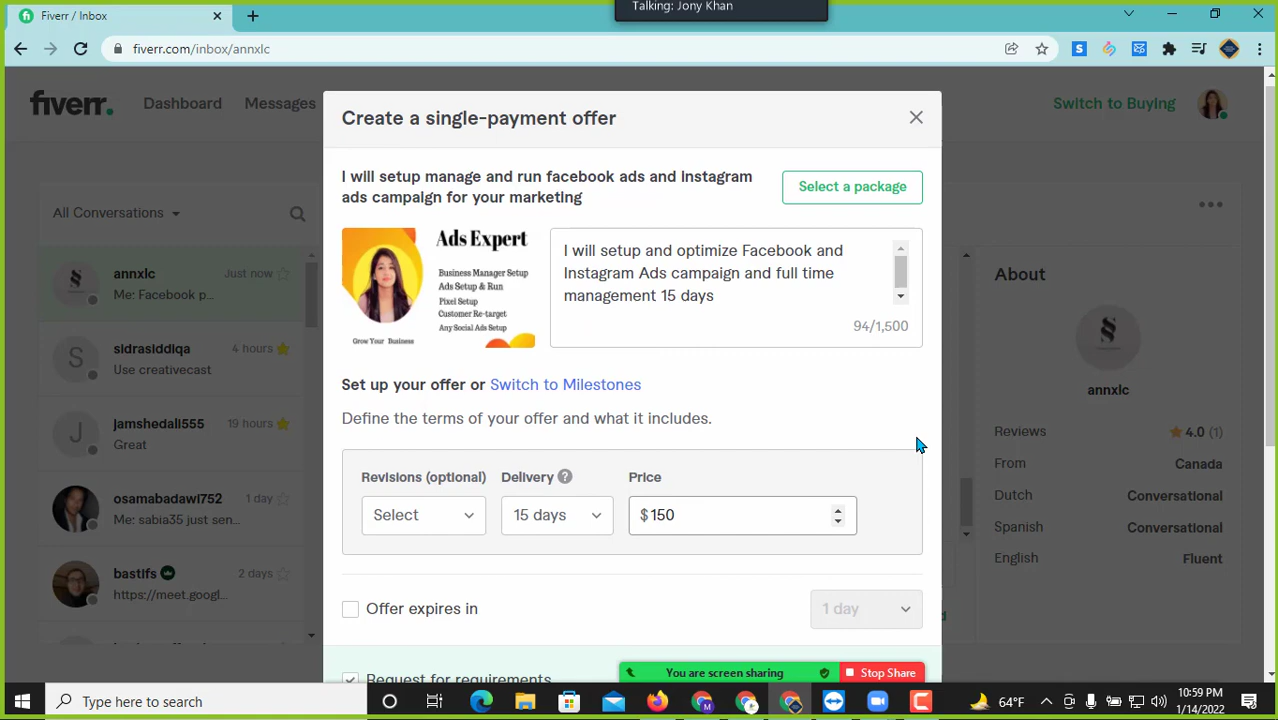 Talking: Jony Khan
Fiverr / Inbox
fiverr.com/inbox/annxlc
fiverr.
Dashboard
Messages
Switch to Buying
Create a single-payment offer
I will setup manage and run facebook ads and instagram
ads campaign for your marketing
Select a package
All Conversations
Ads Expert
Business Manager Setup
Ads Setup & Run
Pixel Setup
Customer Re-target
Any Social Ads Setup
Grow Your Business
I will setup and optimize Facebook and
Instagram Ads campaign and full time
management 15 days
94/1,500
annxlc
Just now
Me: Facebook p...
S
sidrasiddiqa
4 hours
Use creativecast
J
jamshedali555
19 hours
Great
osamabadawi752
1 day
Me: sabia35 just sen...
bastifs
2 days
https://meet.googl...
About
annxlc
Reviews
4.0 (1)
From
Canada
Dutch
Conversational
Spanish
Conversational
English
Fluent
Set up your offer or Switch to Milestones
Define the terms of your offer and what it includes.
Revisions (optional)
Delivery ?
Price
Select
15 days
$150
Offer expires in
1 day
Request for requirements
You are screen sharing
Stop Share
Type here to search
64°F
10:59 PM
1/14/2022